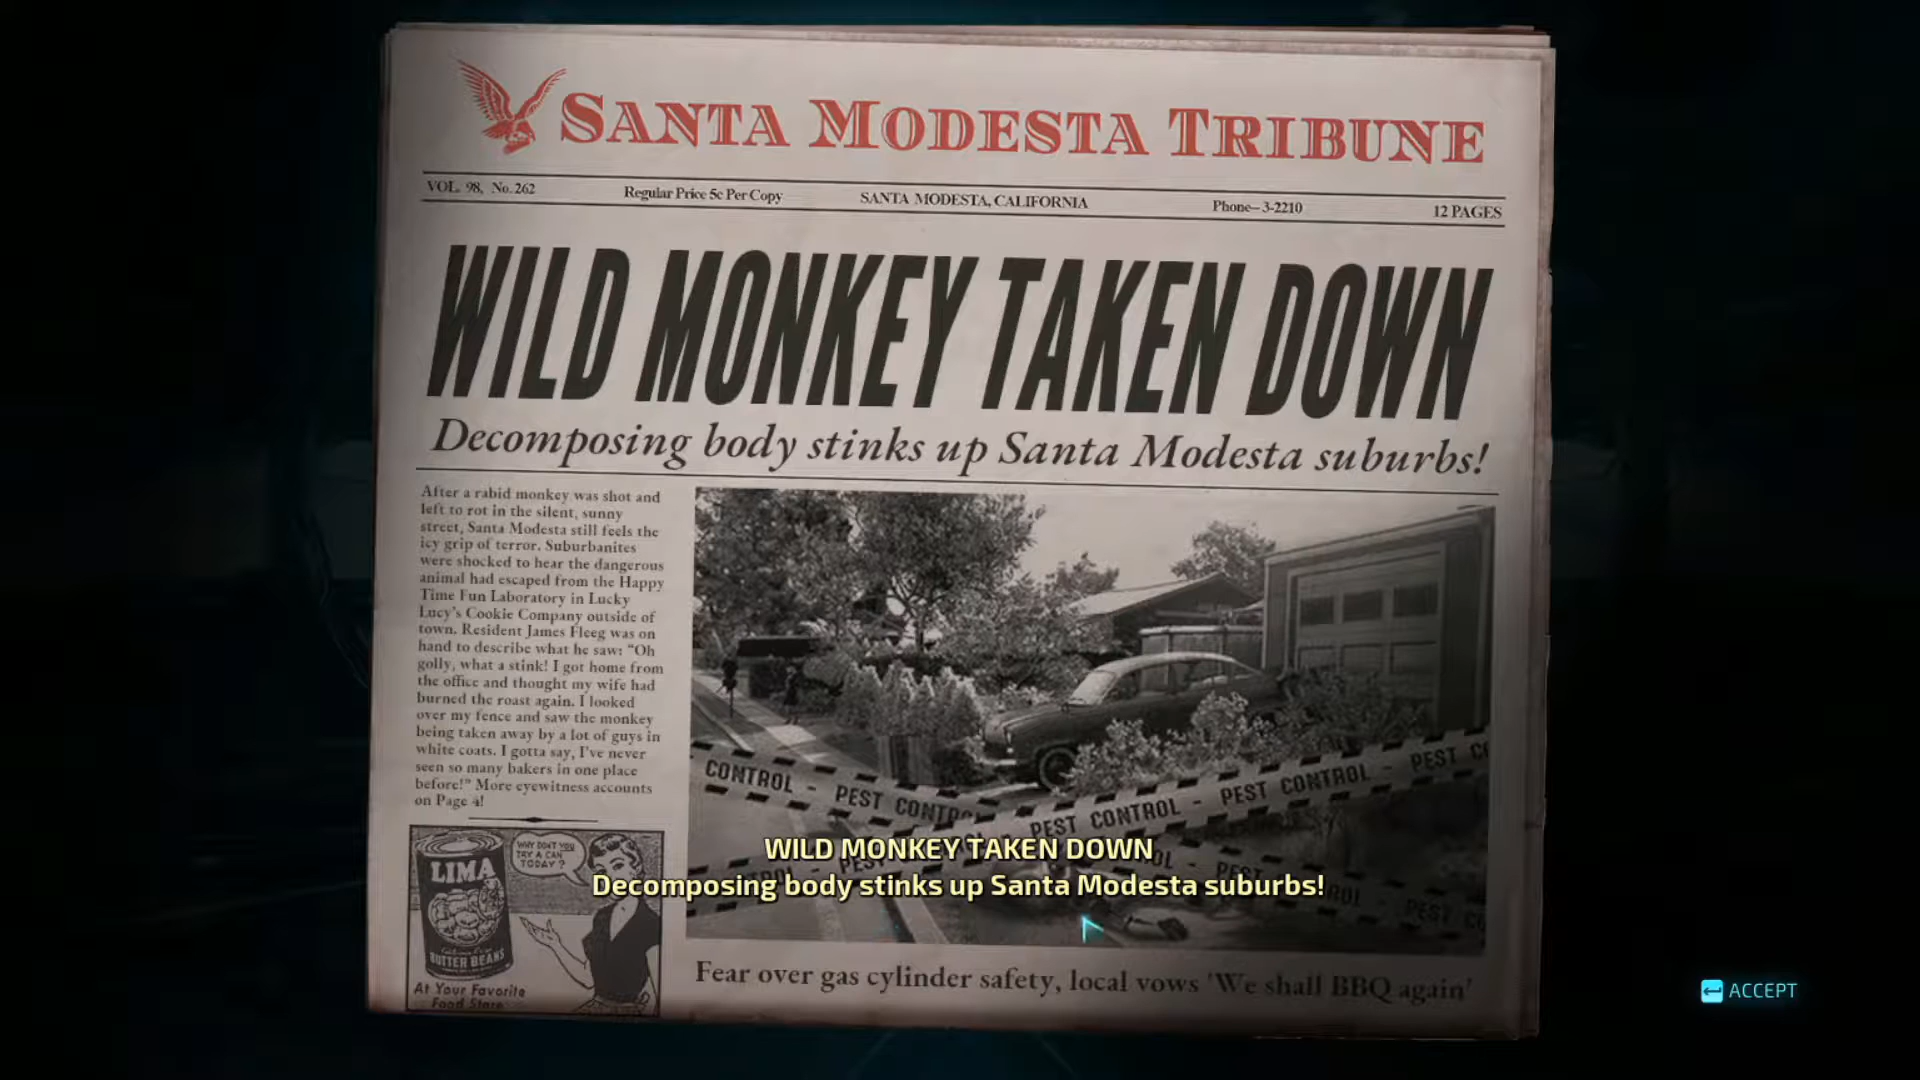 SANTA MODESTA TRIBUNE
VOL. 98, No. 262 Regular Price 5c Per Copy SANTA MODESTA, CALIFORNIA Phone–3-2210 12 PAGES
WILD MONKEY TAKEN DOWN
Decomposing body stinks up Santa Modesta suburbs!
After a rabid monkey was shot and
left to rot in the silent, sunny
street, Santa Modesta still feels the
icy grip of terror. Suburbanites
were shocked to hear the dangerous
animal had escaped from the Happy
Time Fun Laboratory in Lucky
Lucy's Cookie Company outside of
town. Resident James Fleeg was on
hand to describe what he saw: "Oh
golly, what a stink! I got home from
the office and thought my wife had
burned the roast again. I looked
over my fence and saw the monkey
being taken away by a lot of guys in
white coats. I gotta say, I've never
seen so many bakers in one place
before!" More eyewitness accounts
on Page 4!
CONTROL - PEST CONTRO
PEST CONTROL - PEST CONTROL - PEST C
WILD MONKEY TAKEN DOWN
Decomposing body stinks up Santa Modesta suburbs!
LIMA
BUTTER BEANS
WHY DON'T YOU
TRY A CAN
TODAY?
At Your Favorite
Food Store
Fear over gas cylinder safety, local vows 'We shall BBQ again'
ACCEPT